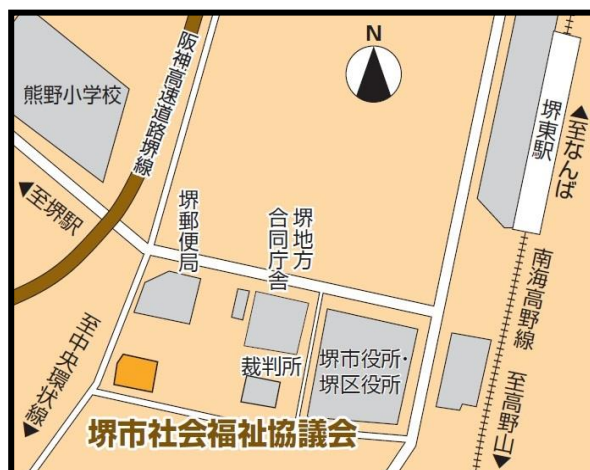 熊野小学校
阪神高速道路堺線
N
堺東駅
▲至なんば
◀至堺駅
堺郵便局
堺地方
合同庁舎
南海高野線
至高野山▶
至中央環状線▶
裁判所
堺市役所・
堺区役所
堺市社会福祉協議会